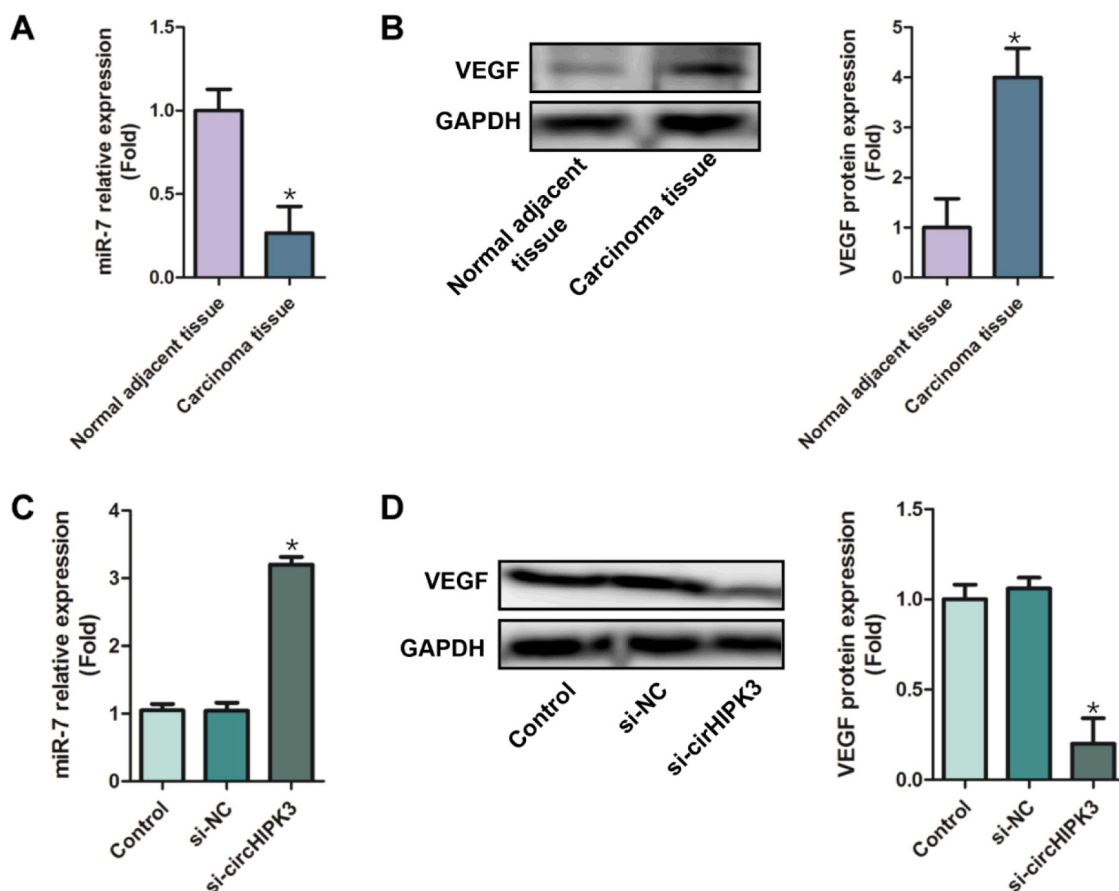 A
miR-7 relative expression
(Fold)
1.5
1.0
0.5
0.0
*
Normal adjacent tissue
Carcinoma tissue
B
VEGF
GAPDH
Normal adjacent
tissue
Carcinoma tissue
VEGF protein expression
(Fold)
5
4
3
2
1
0
*
Normal adjacent tissue
Carcinoma tissue
C
miR-7 relative expression
(Fold)
4
3
2
1
0
*
Control
si-NC
si-circHIPK3
D
VEGF
GAPDH
Control
si-NC
si-cirHIPK3
VEGF protein expression
(Fold)
1.5
1.0
0.5
0.0
*
Control
si-NC
si-circHIPK3